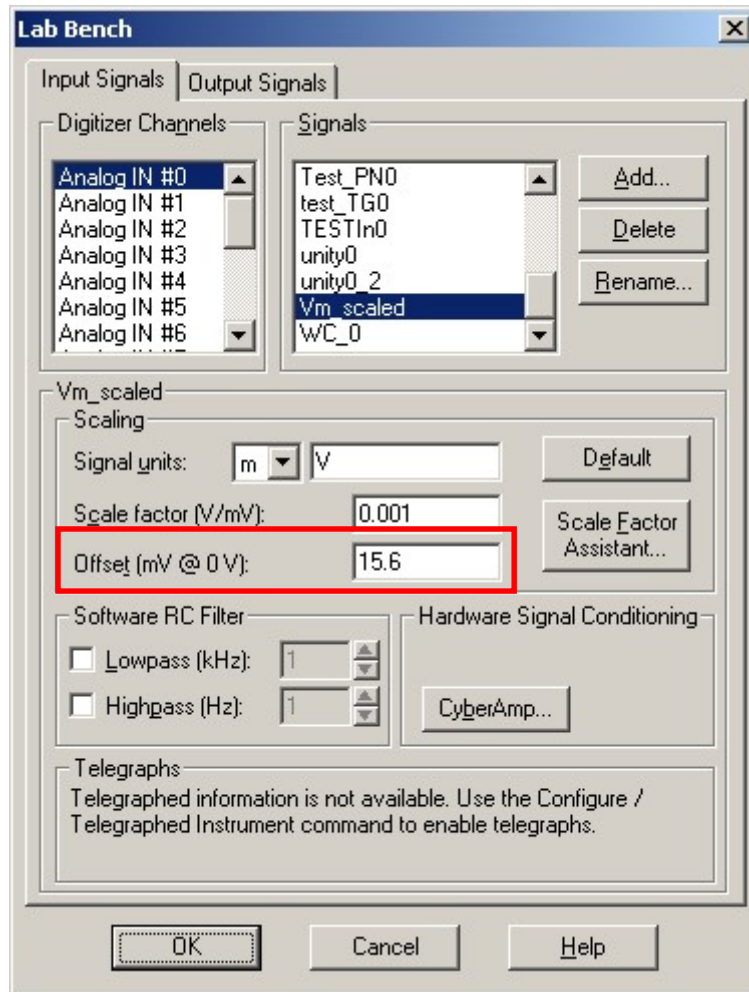 Lab Bench
Input Signals
Output Signals
Digitizer Channels
Analog IN #0
Analog IN #1
Analog IN #2
Analog IN #3
Analog IN #4
Analog IN #5
Analog IN #6
Signals
Test_PN0
test_TG0
TESTIn0
unity0
unity0_2
Vm_scaled
WC_0
Add...
Delete
Rename...
Vm_scaled
Scaling
Signal units: m V
Default
Scale factor (V/mV): 0.001
Offset (mV @ 0 V): 15.6
Scale Factor
Assistant...
Software RC Filter
Lowpass (kHz): 1
Highpass (Hz): 1
Hardware Signal Conditioning
CyberAmp...
Telegraphs
Telegraphed information is not available. Use the Configure /
Telegraphed Instrument command to enable telegraphs.
OK
Cancel
Help